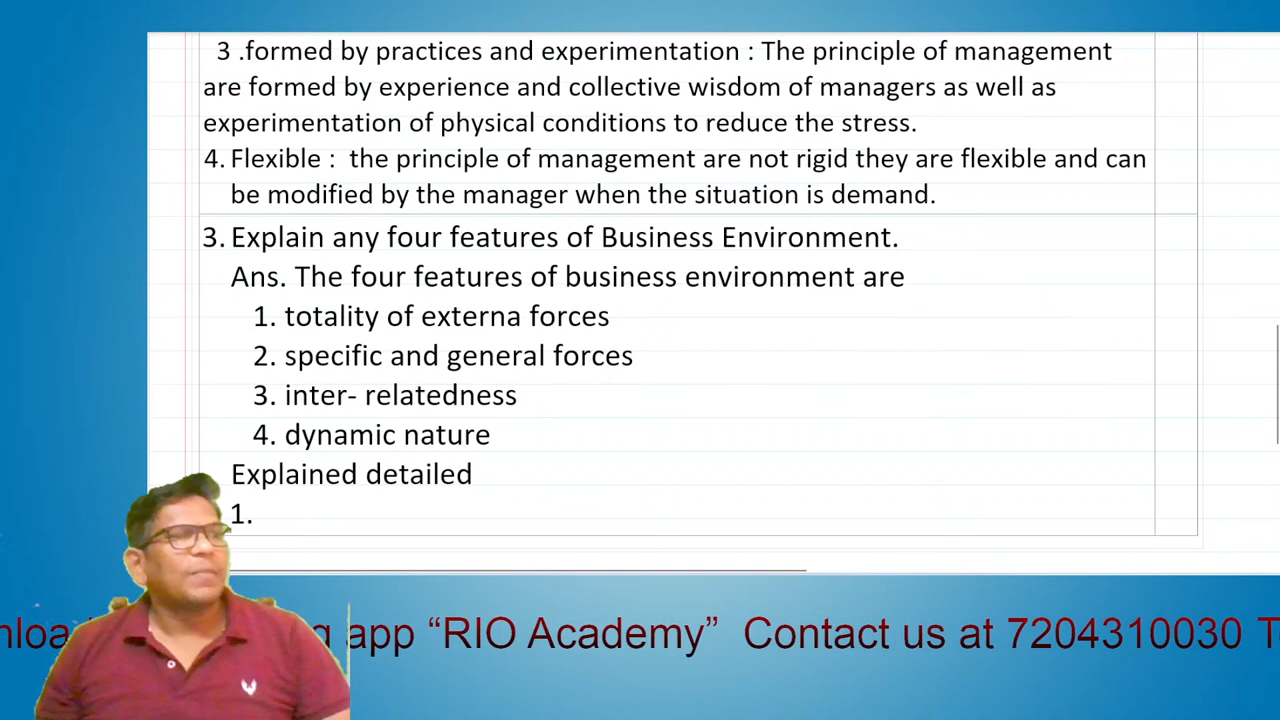 3 .formed by practices and experimentation : The principle of management
are formed by experience and collective wisdom of managers as well as
experimentation of physical conditions to reduce the stress.
4. Flexible : the principle of management are not rigid they are flexible and can
be modified by the manager when the situation is demand.
3. Explain any four features of Business Environment.
Ans. The four features of business environment are
1. totality of externa forces
2. specific and general forces
3. inter- relatedness
4. dynamic nature
Explained detailed
1.
app “RIO Academy” Contact us at 7204310030